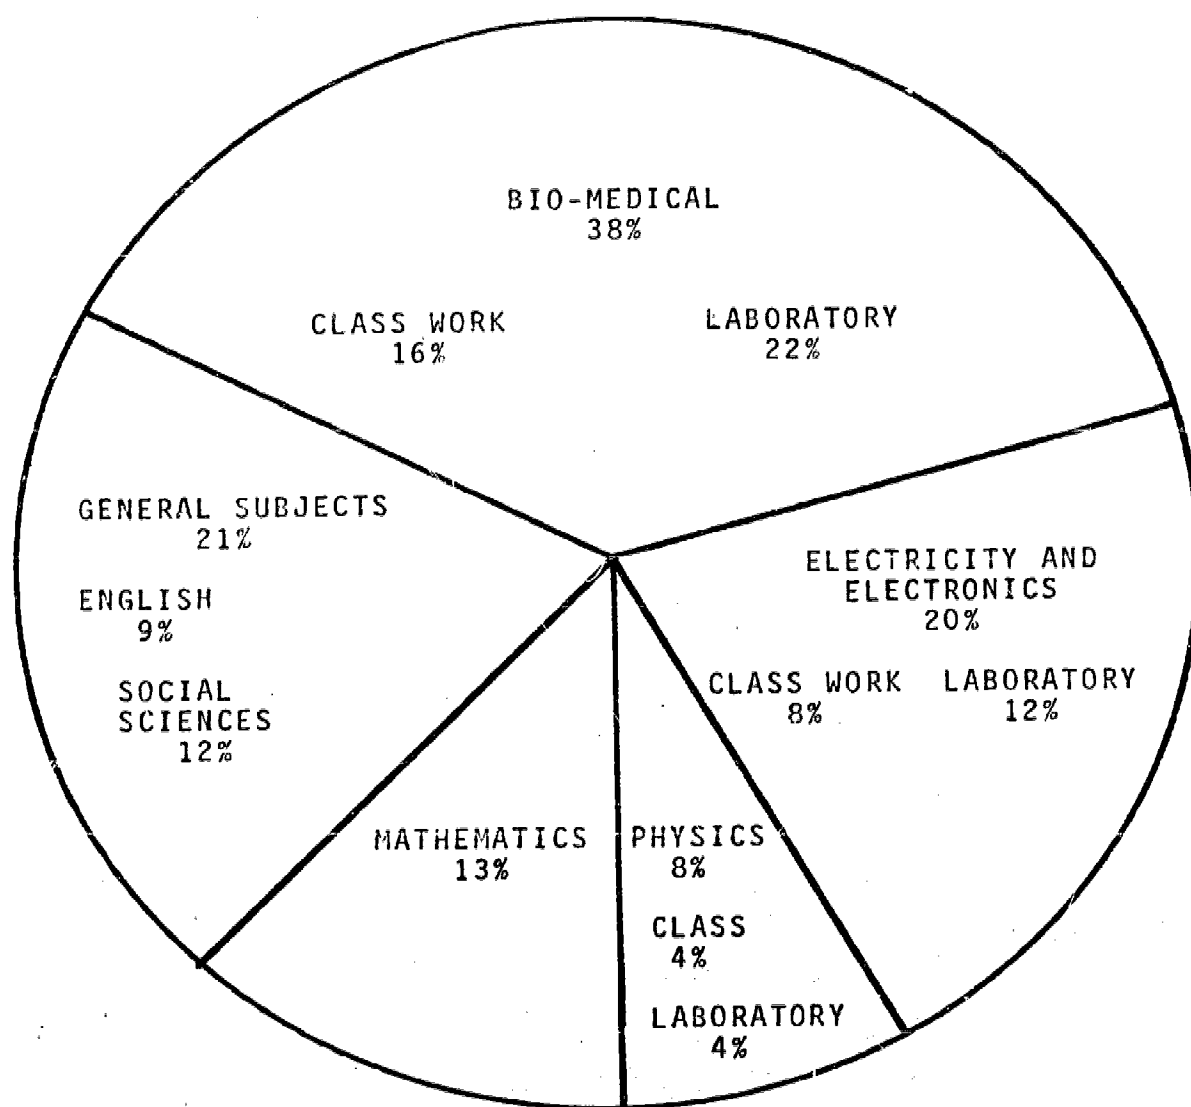 BIO-MEDICAL
38%
CLASS WORK
16%
LABORATORY
22%
GENERAL SUBJECTS
21%
ENGLISH
9%
SOCIAL
SCIENCES
12%
ELECTRICITY AND
ELECTRONICS
20%
CLASS WORK
8%
LABORATORY
12%
MATHEMATICS
13%
PHYSICS
8%
CLASS
4%
LABORATORY
4%